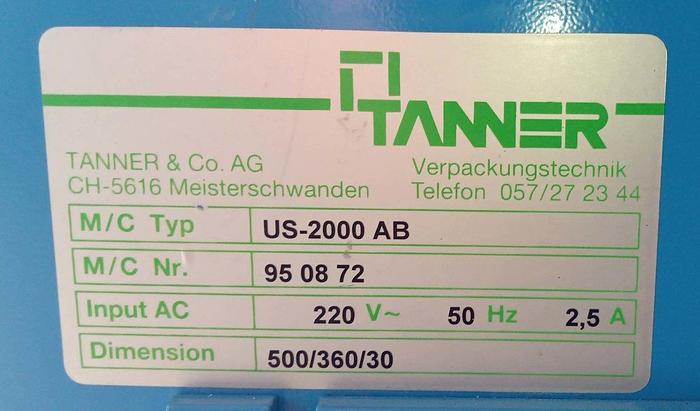 TANNER
TANNER & Co. AG
CH-5616 Meisterschwanden
Verpackungstechnik
Telefon 057/27 23 44
M/C Typ US-2000 AB
M/C Nr. 95 08 72
Input AC 220 V~ 50 Hz 2,5 A
Dimension 500/360/30